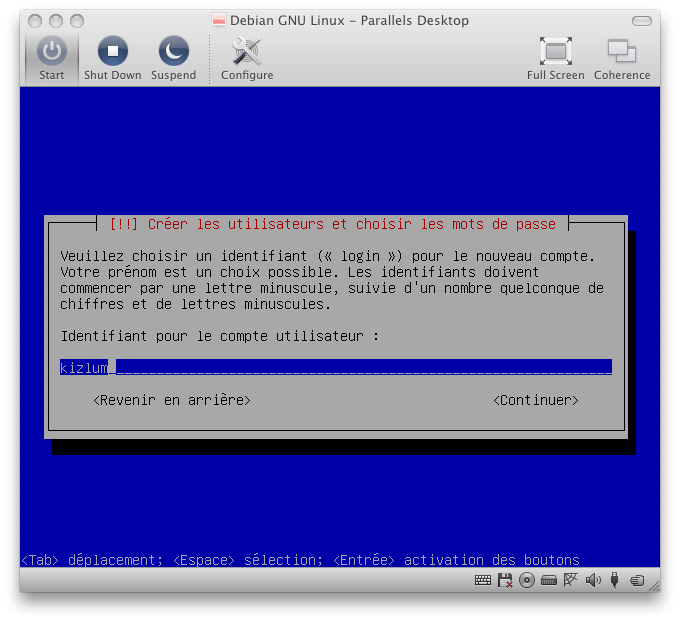 Debian GNU Linux – Parallels Desktop
Start Shut Down Suspend Configure Full Screen Coherence
[!!] Créer les utilisateurs et choisir les mots de passe
Veuillez choisir un identifiant (« login ») pour le nouveau compte.
Votre prénom est un choix possible. Les identifiants doivent
commencer par une lettre minuscule, suivie d'un nombre quelconque de
chiffres et de lettres minuscules.
Identifiant pour le compte utilisateur :
kizlum
<Revenir en arrière> <Continuer>
<Tab> déplacement; <Espace> sélection; <Entrée> activation des boutons